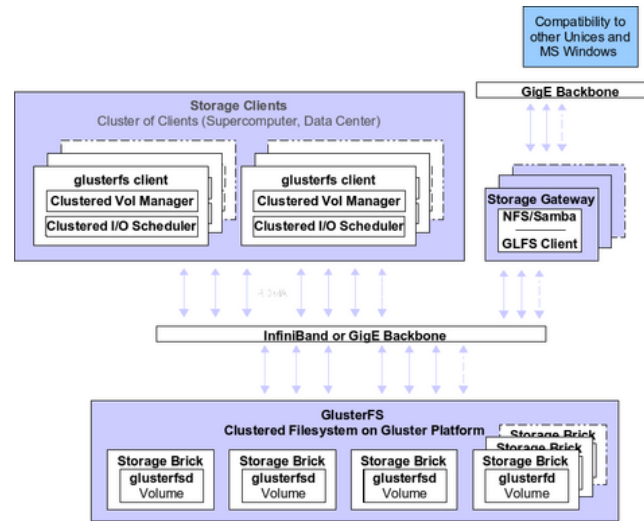 Compatibility to
other Unices and
MS Windows
GigE Backbone
Storage Clients
Cluster of Clients (Supercomputer, Data Center)
glusterfs client
Clustered Vol Manager
Clustered I/O Scheduler
glusterfs client
Clustered Vol Manager
Clustered I/O Scheduler
Storage Gateway
NFS/Samba
GLFS Client
InfiniBand or GigE Backbone
GlusterFS
Clustered Filesystem on Gluster Platform
Storage Brick
glusterfsd
Volume
Storage Brick
glusterfsd
Volume
Storage Brick
glusterfsd
Volume
Storage Brick
Storage Brick
Storage Brick
glusterfd
Volume